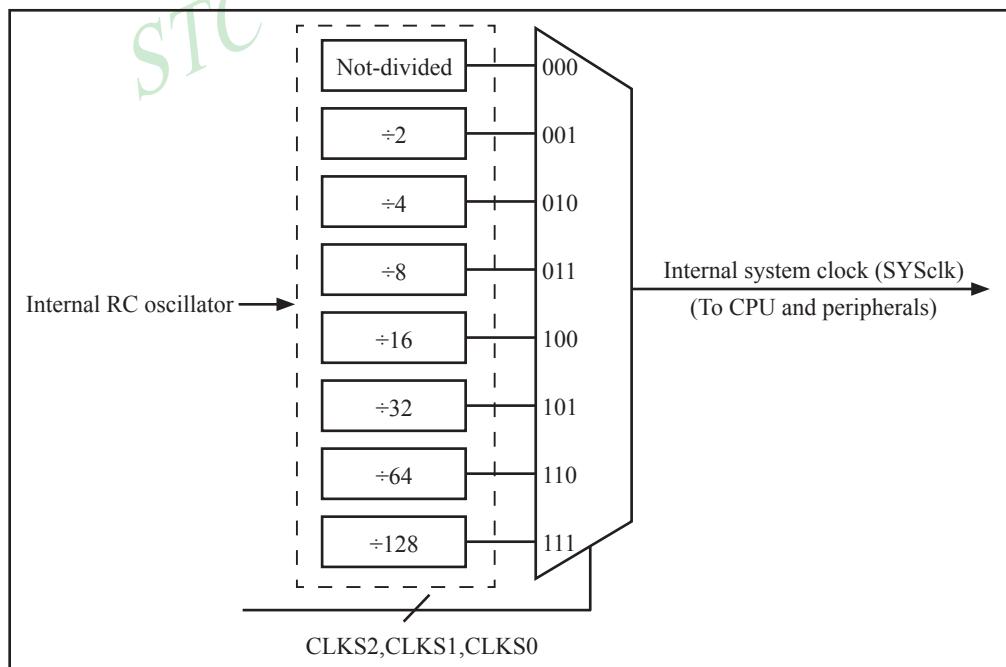 STC
Not-divided 000
÷2 001
÷4 010
÷8 011
÷16 100
÷32 101
÷64 110
÷128 111
Internal RC oscillator
Internal system clock (SYSclk)
(To CPU and peripherals)
CLKS2,CLKS1,CLKS0